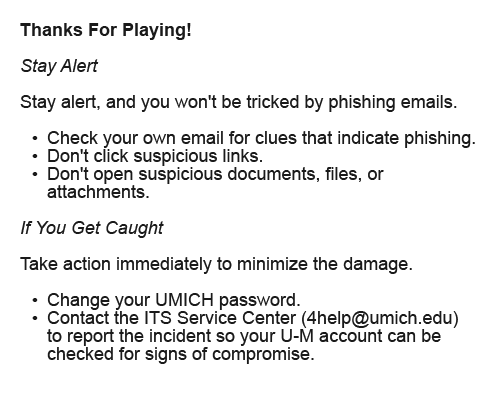 Thanks For Playing!
Stay Alert
Stay alert, and you won't be tricked by phishing emails.
• Check your own email for clues that indicate phishing.
• Don't click suspicious links.
• Don't open suspicious documents, files, or
attachments.
If You Get Caught
Take action immediately to minimize the damage.
• Change your UMICH password.
• Contact the ITS Service Center (4help@umich.edu)
to report the incident so your U-M account can be
checked for signs of compromise.